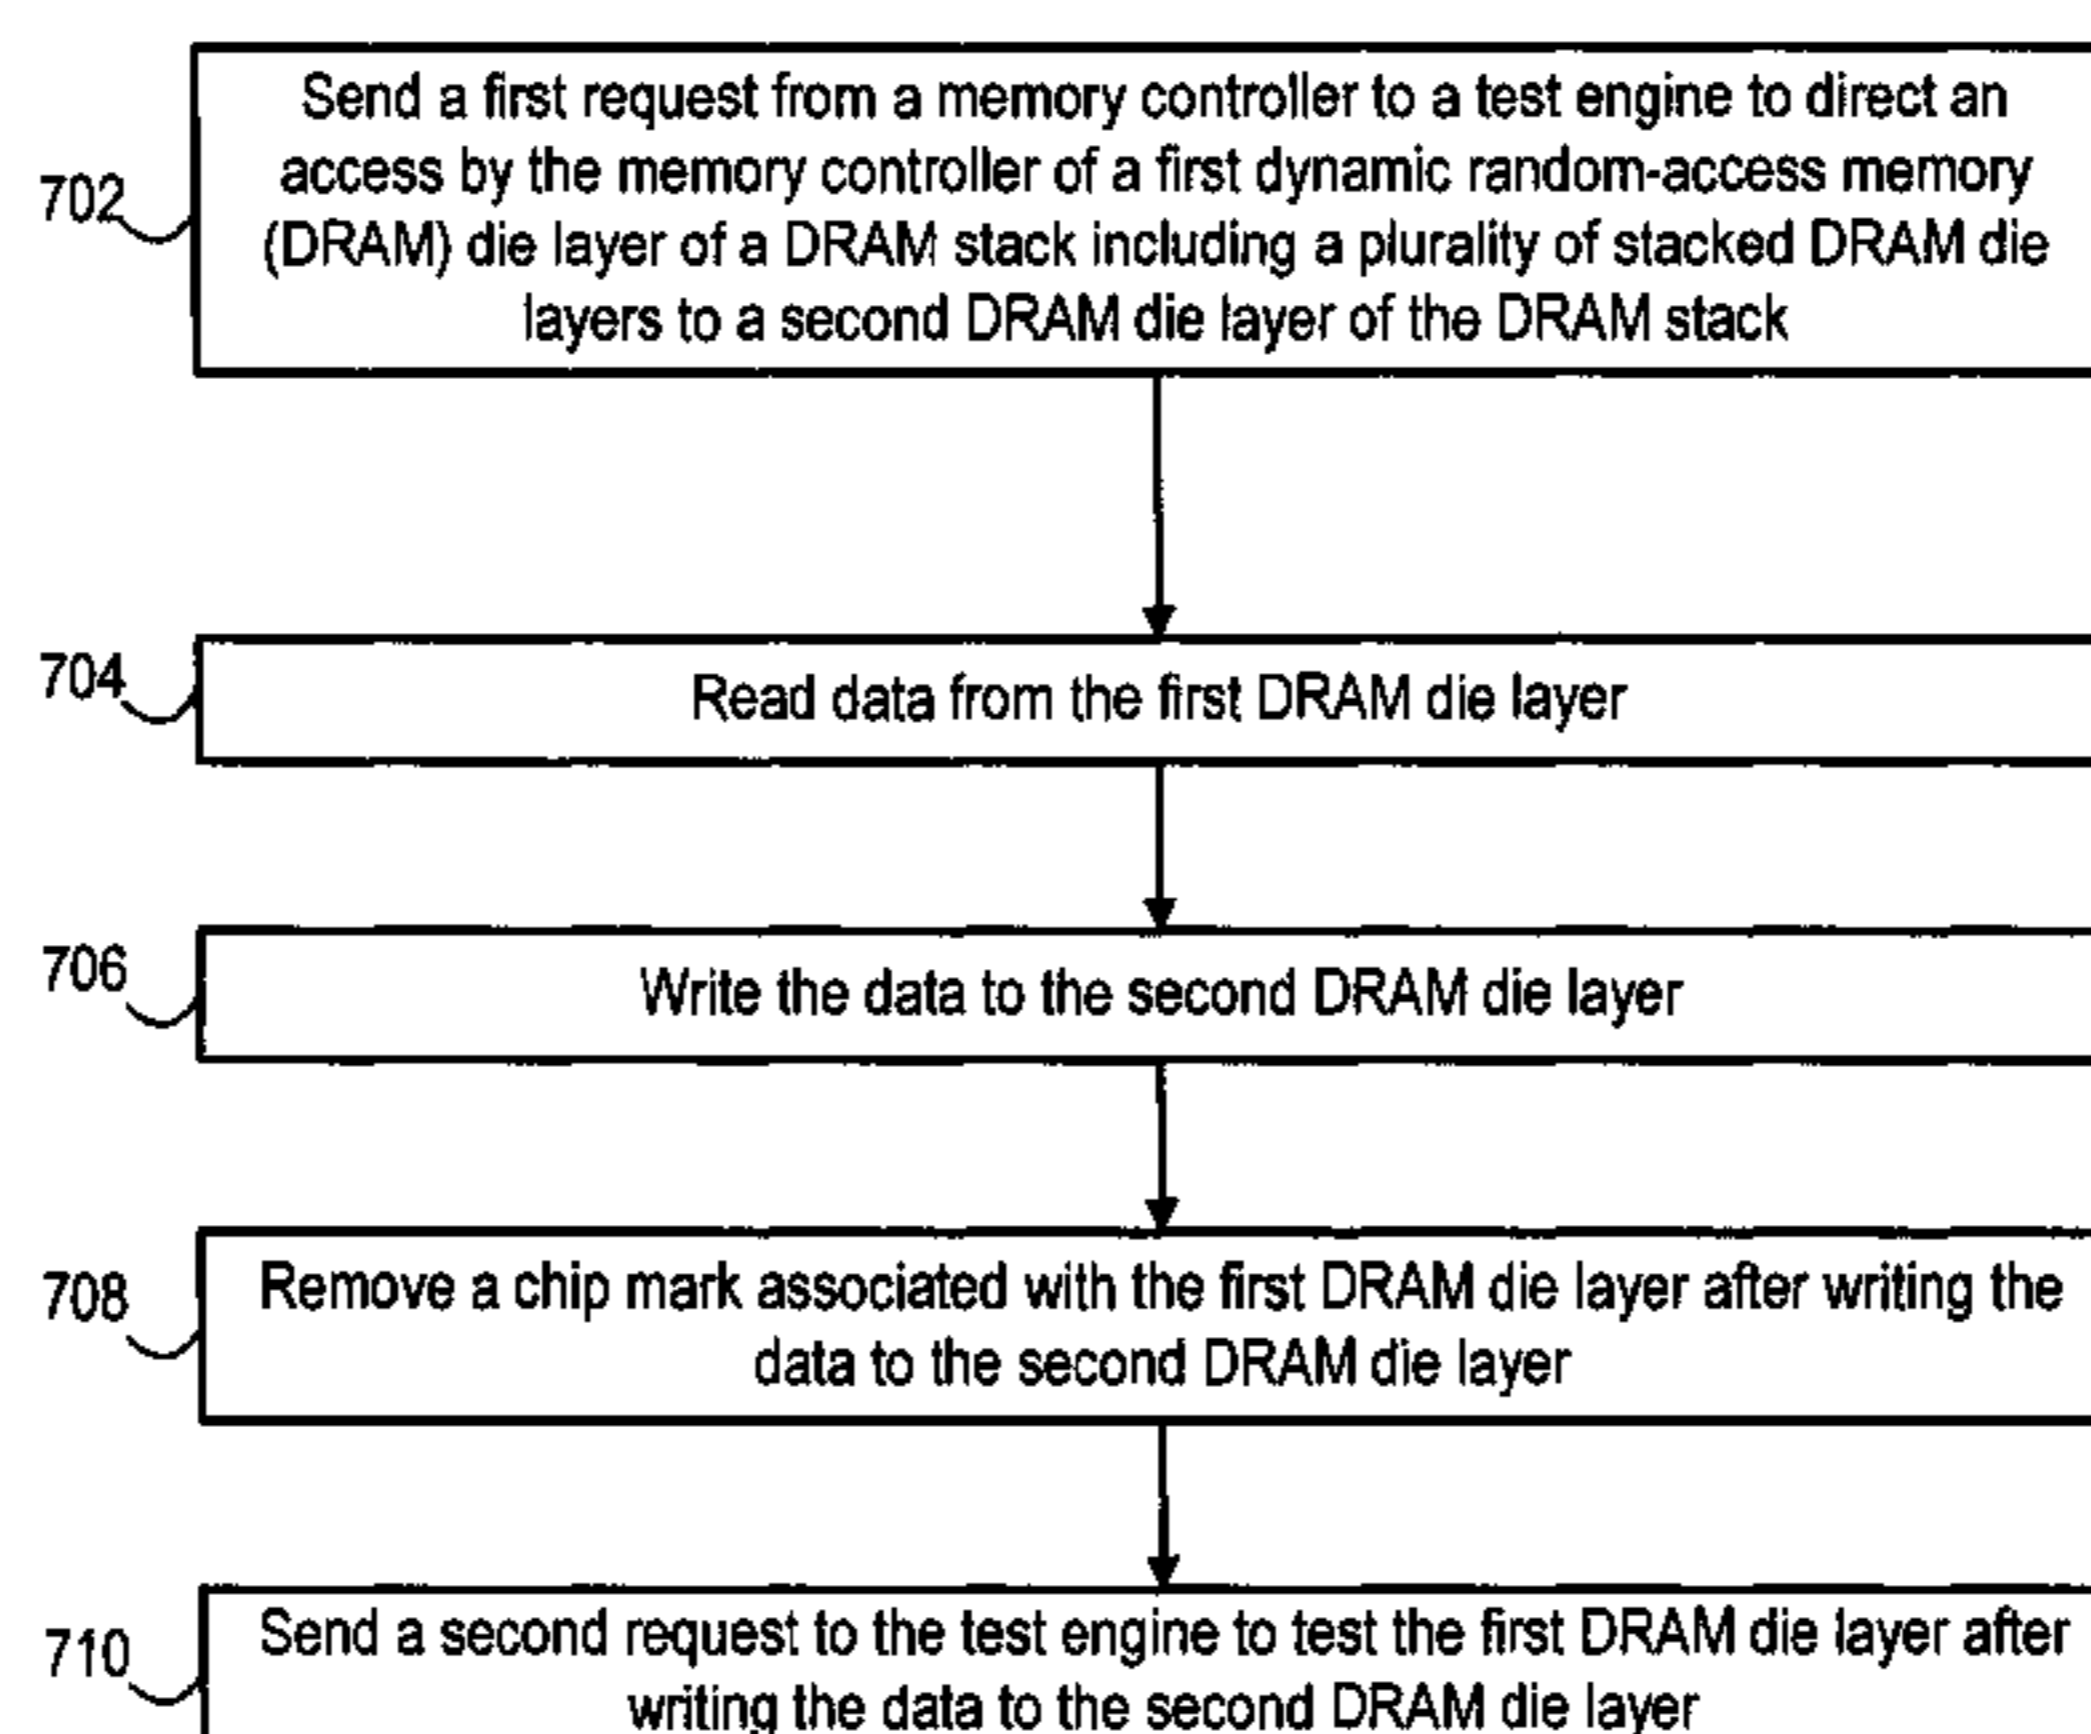 Send a first request from a memory controller to a test engine to direct an
access by the memory controller of a first dynamic random-access memory
702
(DRAM) die layer of a DRAM stack including a plurality of stacked DRAM die
layers to a second DRAM die layer of the DRAM stack
704
Read data from the first DRAM die layer
706
Write the data to the second DRAM die layer
708
Remove a chip mark associated with the first DRAM die layer after writing the
data to the second DRAM die layer
710
Send a second request to the test engine to test the first DRAM die layer after
writing the data to the second DRAM die layer